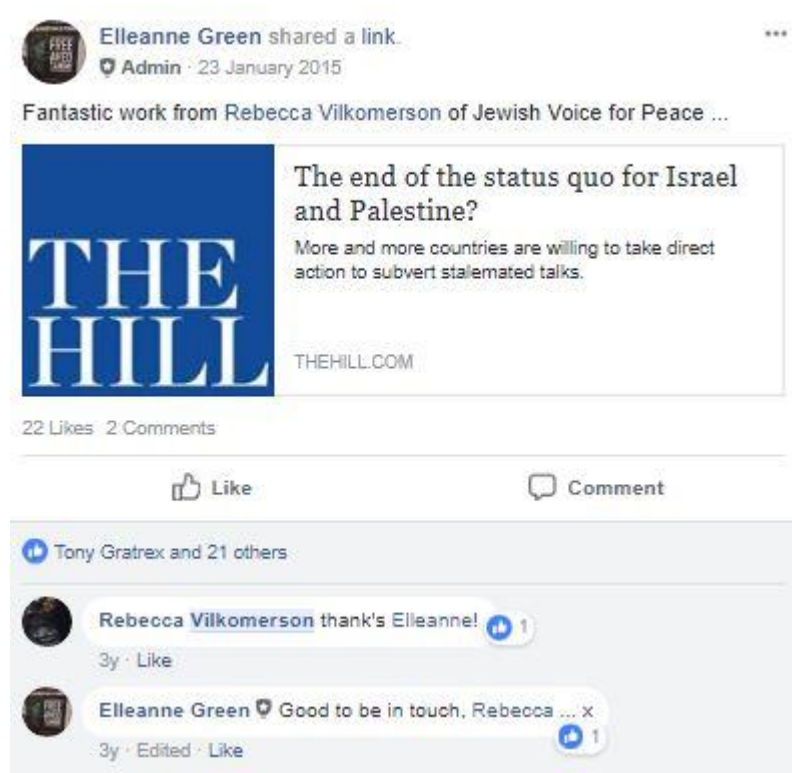 Elleanne Green shared a link.
Admin · 23 January 2015
Fantastic work from Rebecca Vilkomerson of Jewish Voice for Peace ...
THE
HILL
The end of the status quo for Israel
and Palestine?
More and more countries are willing to take direct
action to subvert stalemated talks.
THEHILL.COM
22 Likes 2 Comments
Like Comment
Tony Gratrex and 21 others
Rebecca Vilkomerson thank's Elleanne! 1
3y · Like
Elleanne Green Good to be in touch, Rebecca ... x
1
3y · Edited · Like